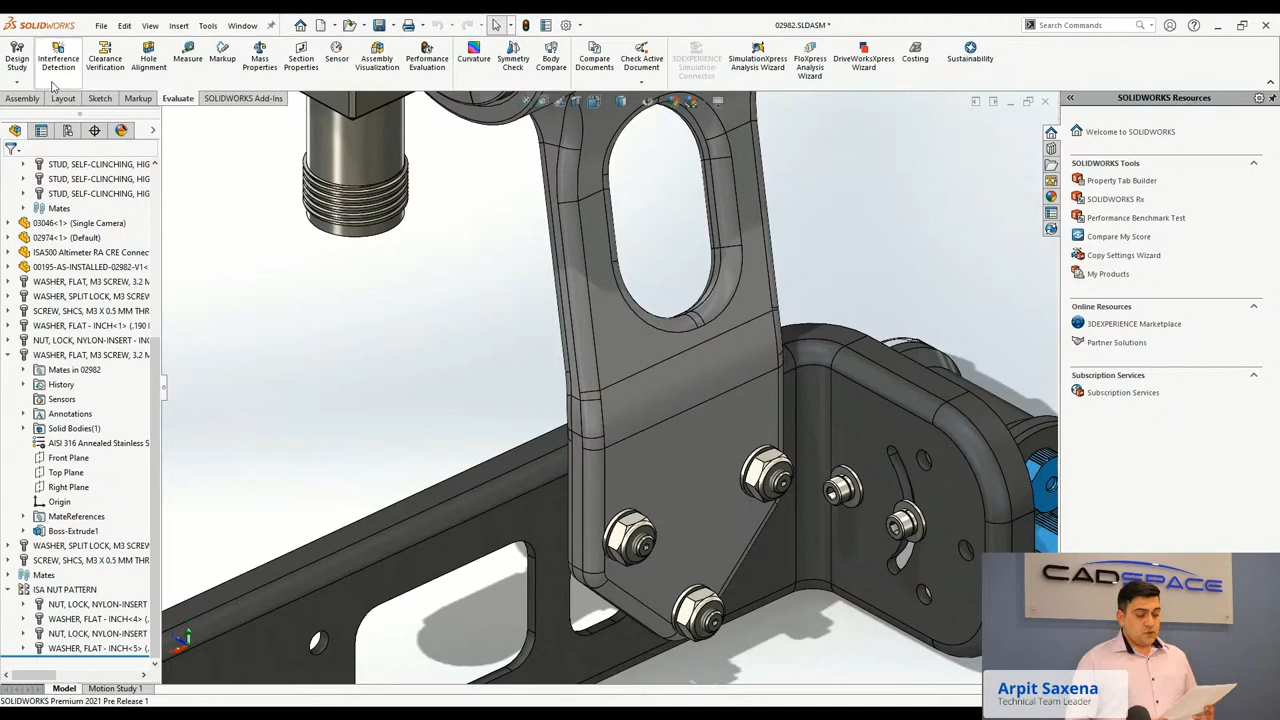 SOLIDWORKS File Edit View Insert Tools Window 02982.SLDASM * Search Commands
Design Study
Interference Detection
Clearance Verification
Hole Alignment
Measure
Markup
Mass Properties
Section Properties
Sensor
Assembly Visualization
Performance Evaluation
Curvature
Symmetry Check
Body Compare
Compare Documents
Check Active Document
3DEXPERIENCE Simulation Connector
SimulationXpress Analysis Wizard
FloXpress Analysis Wizard
DriveWorksXpress Wizard
Costing
Sustainability
Assembly Layout Sketch Markup Evaluate SOLIDWORKS Add-Ins
STUD, SELF-CLINCHING, HIG
STUD, SELF-CLINCHING, HIG
STUD, SELF-CLINCHING, HIG
Mates
03046<1> (Single Camera)
02974<1> (Default)
ISA500 Altimeter RA CRE Connec
00195-AS-INSTALLED-02982-V1<
WASHER, FLAT, M3 SCREW, 3.2 M
WASHER, SPLIT LOCK, M3 SCREW
SCREW, SHCS, M3 X 0.5 MM THR
WASHER, FLAT - INCH<1> (.190
NUT, LOCK, NYLON-INSERT - INC
WASHER, FLAT, M3 SCREW, 3.2 M
Mates in 02982
History
Sensors
Annotations
Solid Bodies(1)
AISI 316 Annealed Stainless S
Front Plane
Top Plane
Right Plane
Origin
MateReferences
Boss-Extrude1
WASHER, SPLIT LOCK, M3 SCREW
SCREW, SHCS, M3 X 0.5 MM THR
Mates
ISA NUT PATTERN
NUT, LOCK, NYLON-INSERT
WASHER, FLAT - INCH<4> (
NUT, LOCK, NYLON-INSERT
WASHER, FLAT - INCH<5> (
Model Motion Study 1
SOLIDWORKS Premium 2021 Pre Release 1
SOLIDWORKS Resources
Welcome to SOLIDWORKS
SOLIDWORKS Tools
Property Tab Builder
SOLIDWORKS Rx
Performance Benchmark Test
Compare My Score
Copy Settings Wizard
My Products
Online Resources
3DEXPERIENCE Marketplace
Partner Solutions
Subscription Services
Subscription Services
CADSPACE
Arpit Saxena
Technical Team Leader